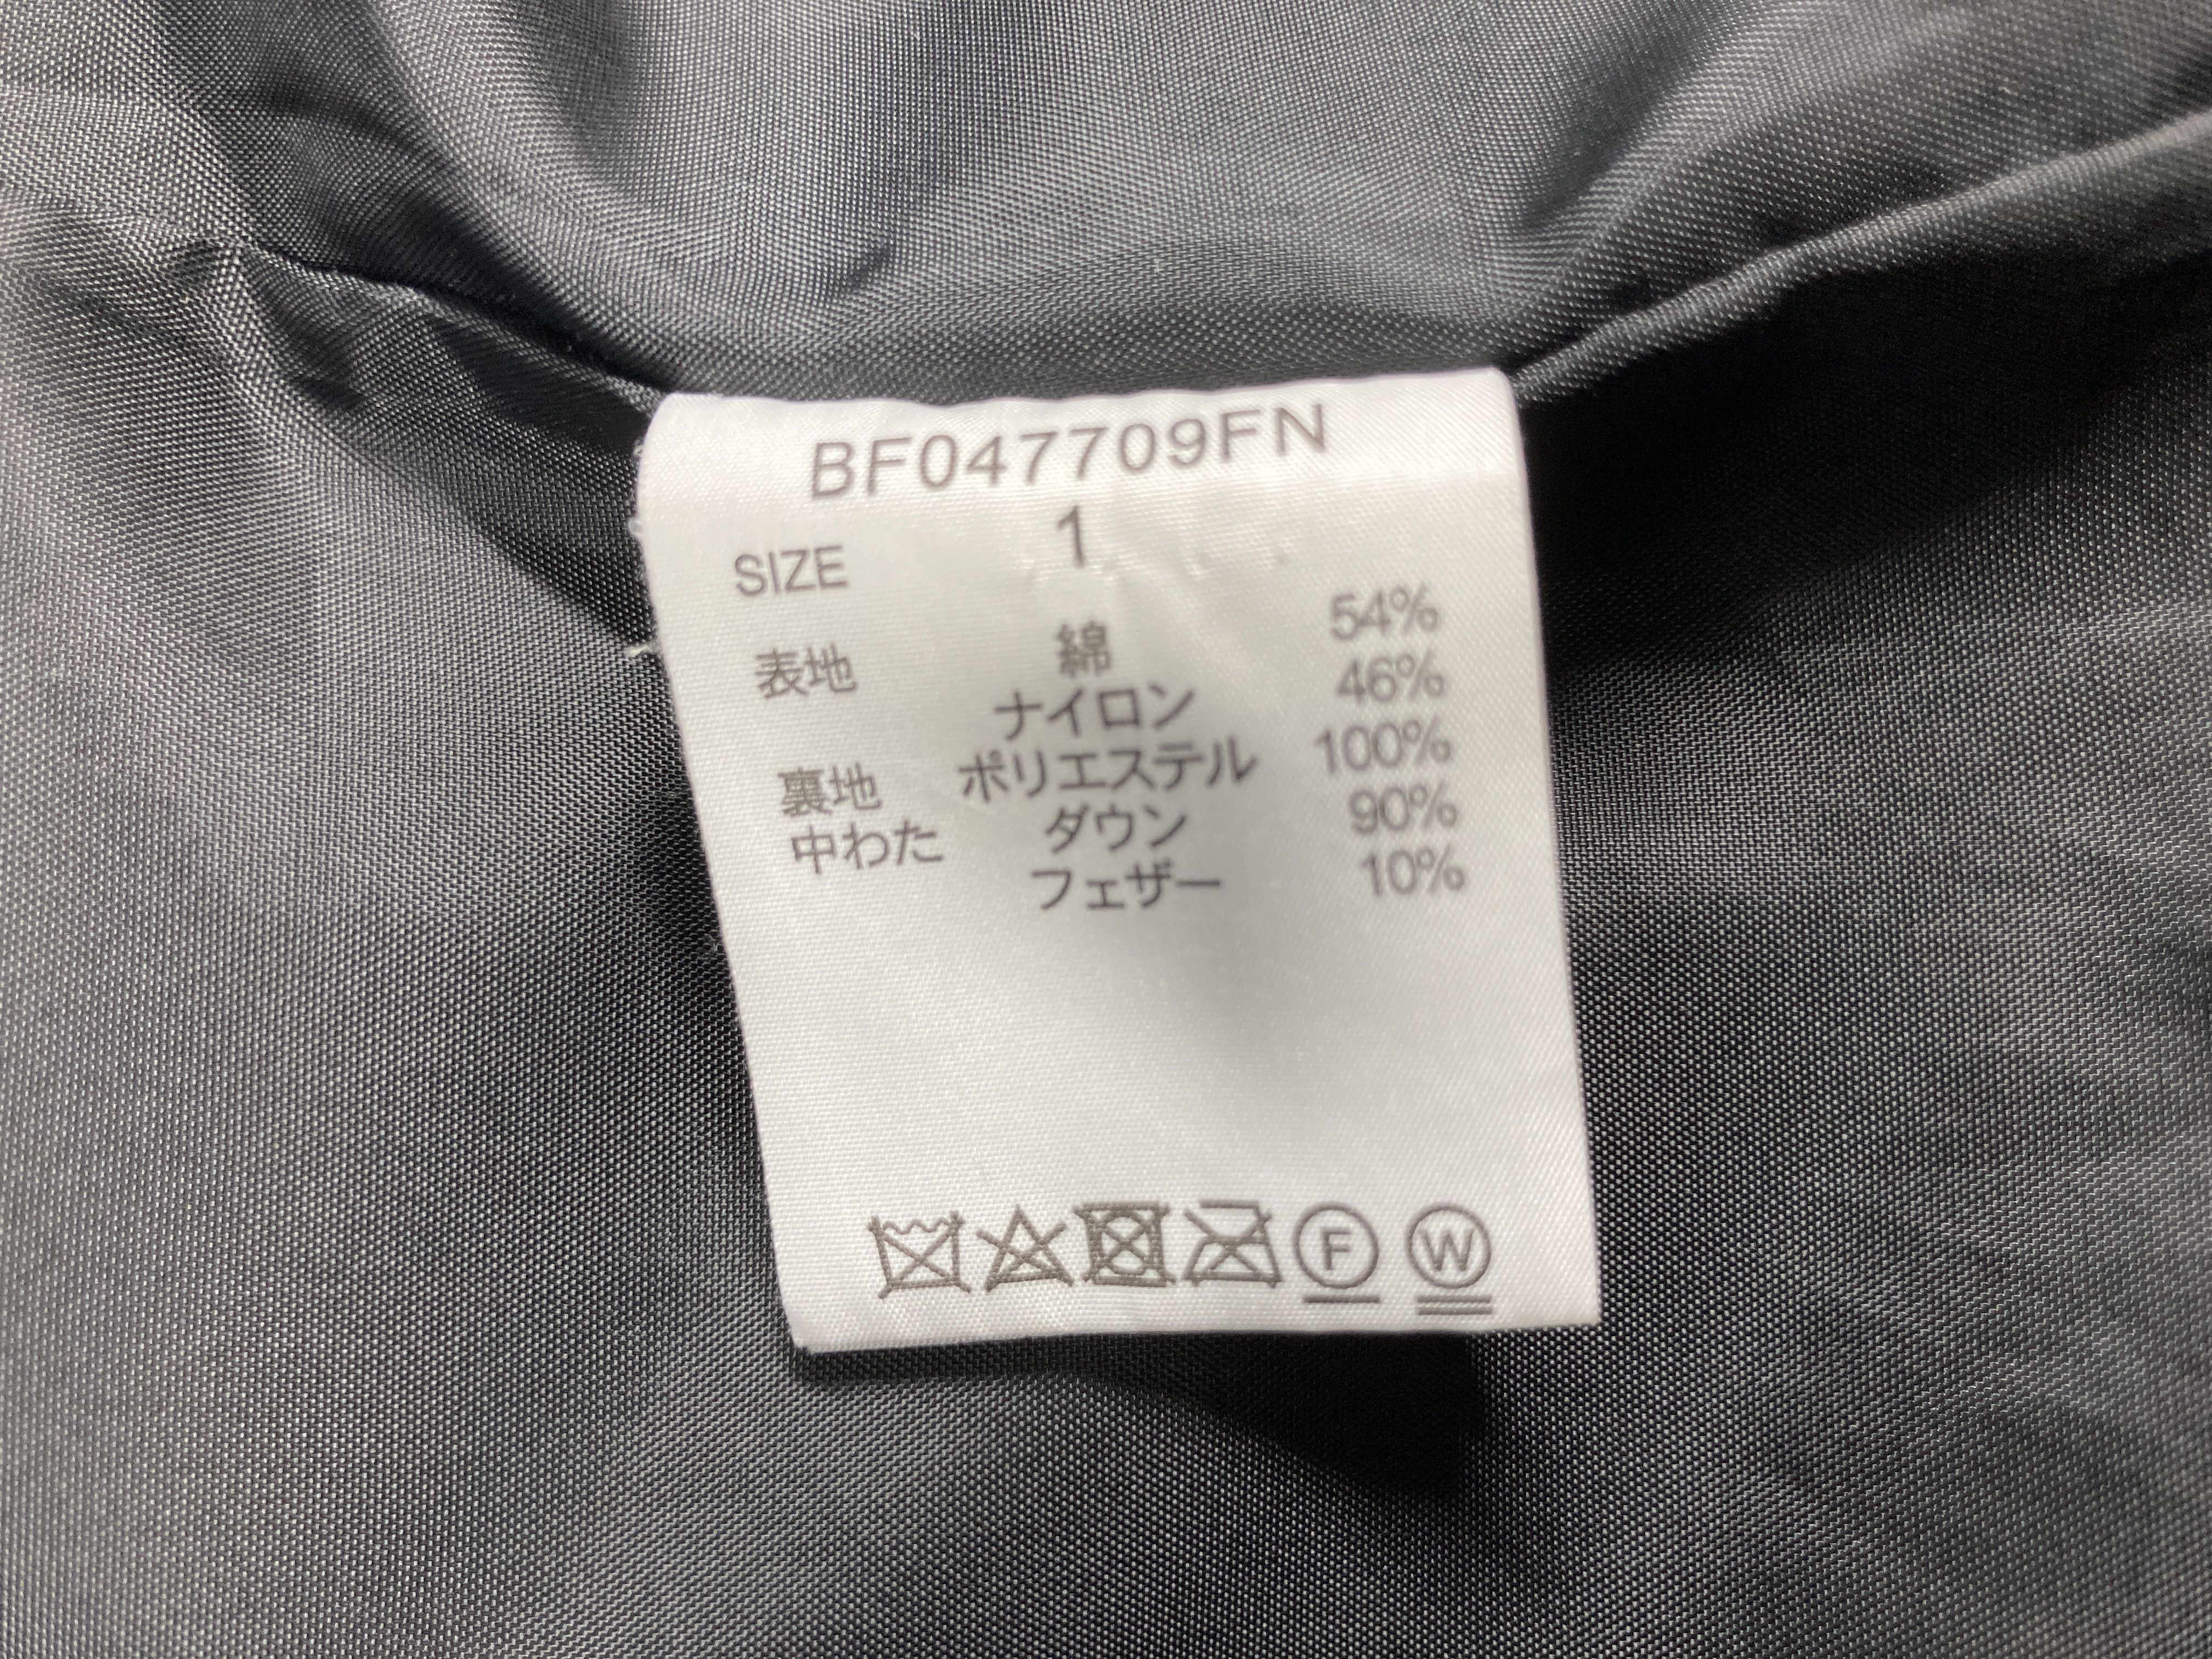 BF047709FN
SIZE 1
表地 綿 54%
ナイロン 46%
裏地 ポリエステル 100%
中わた ダウン 90%
フェザー 10%
F W